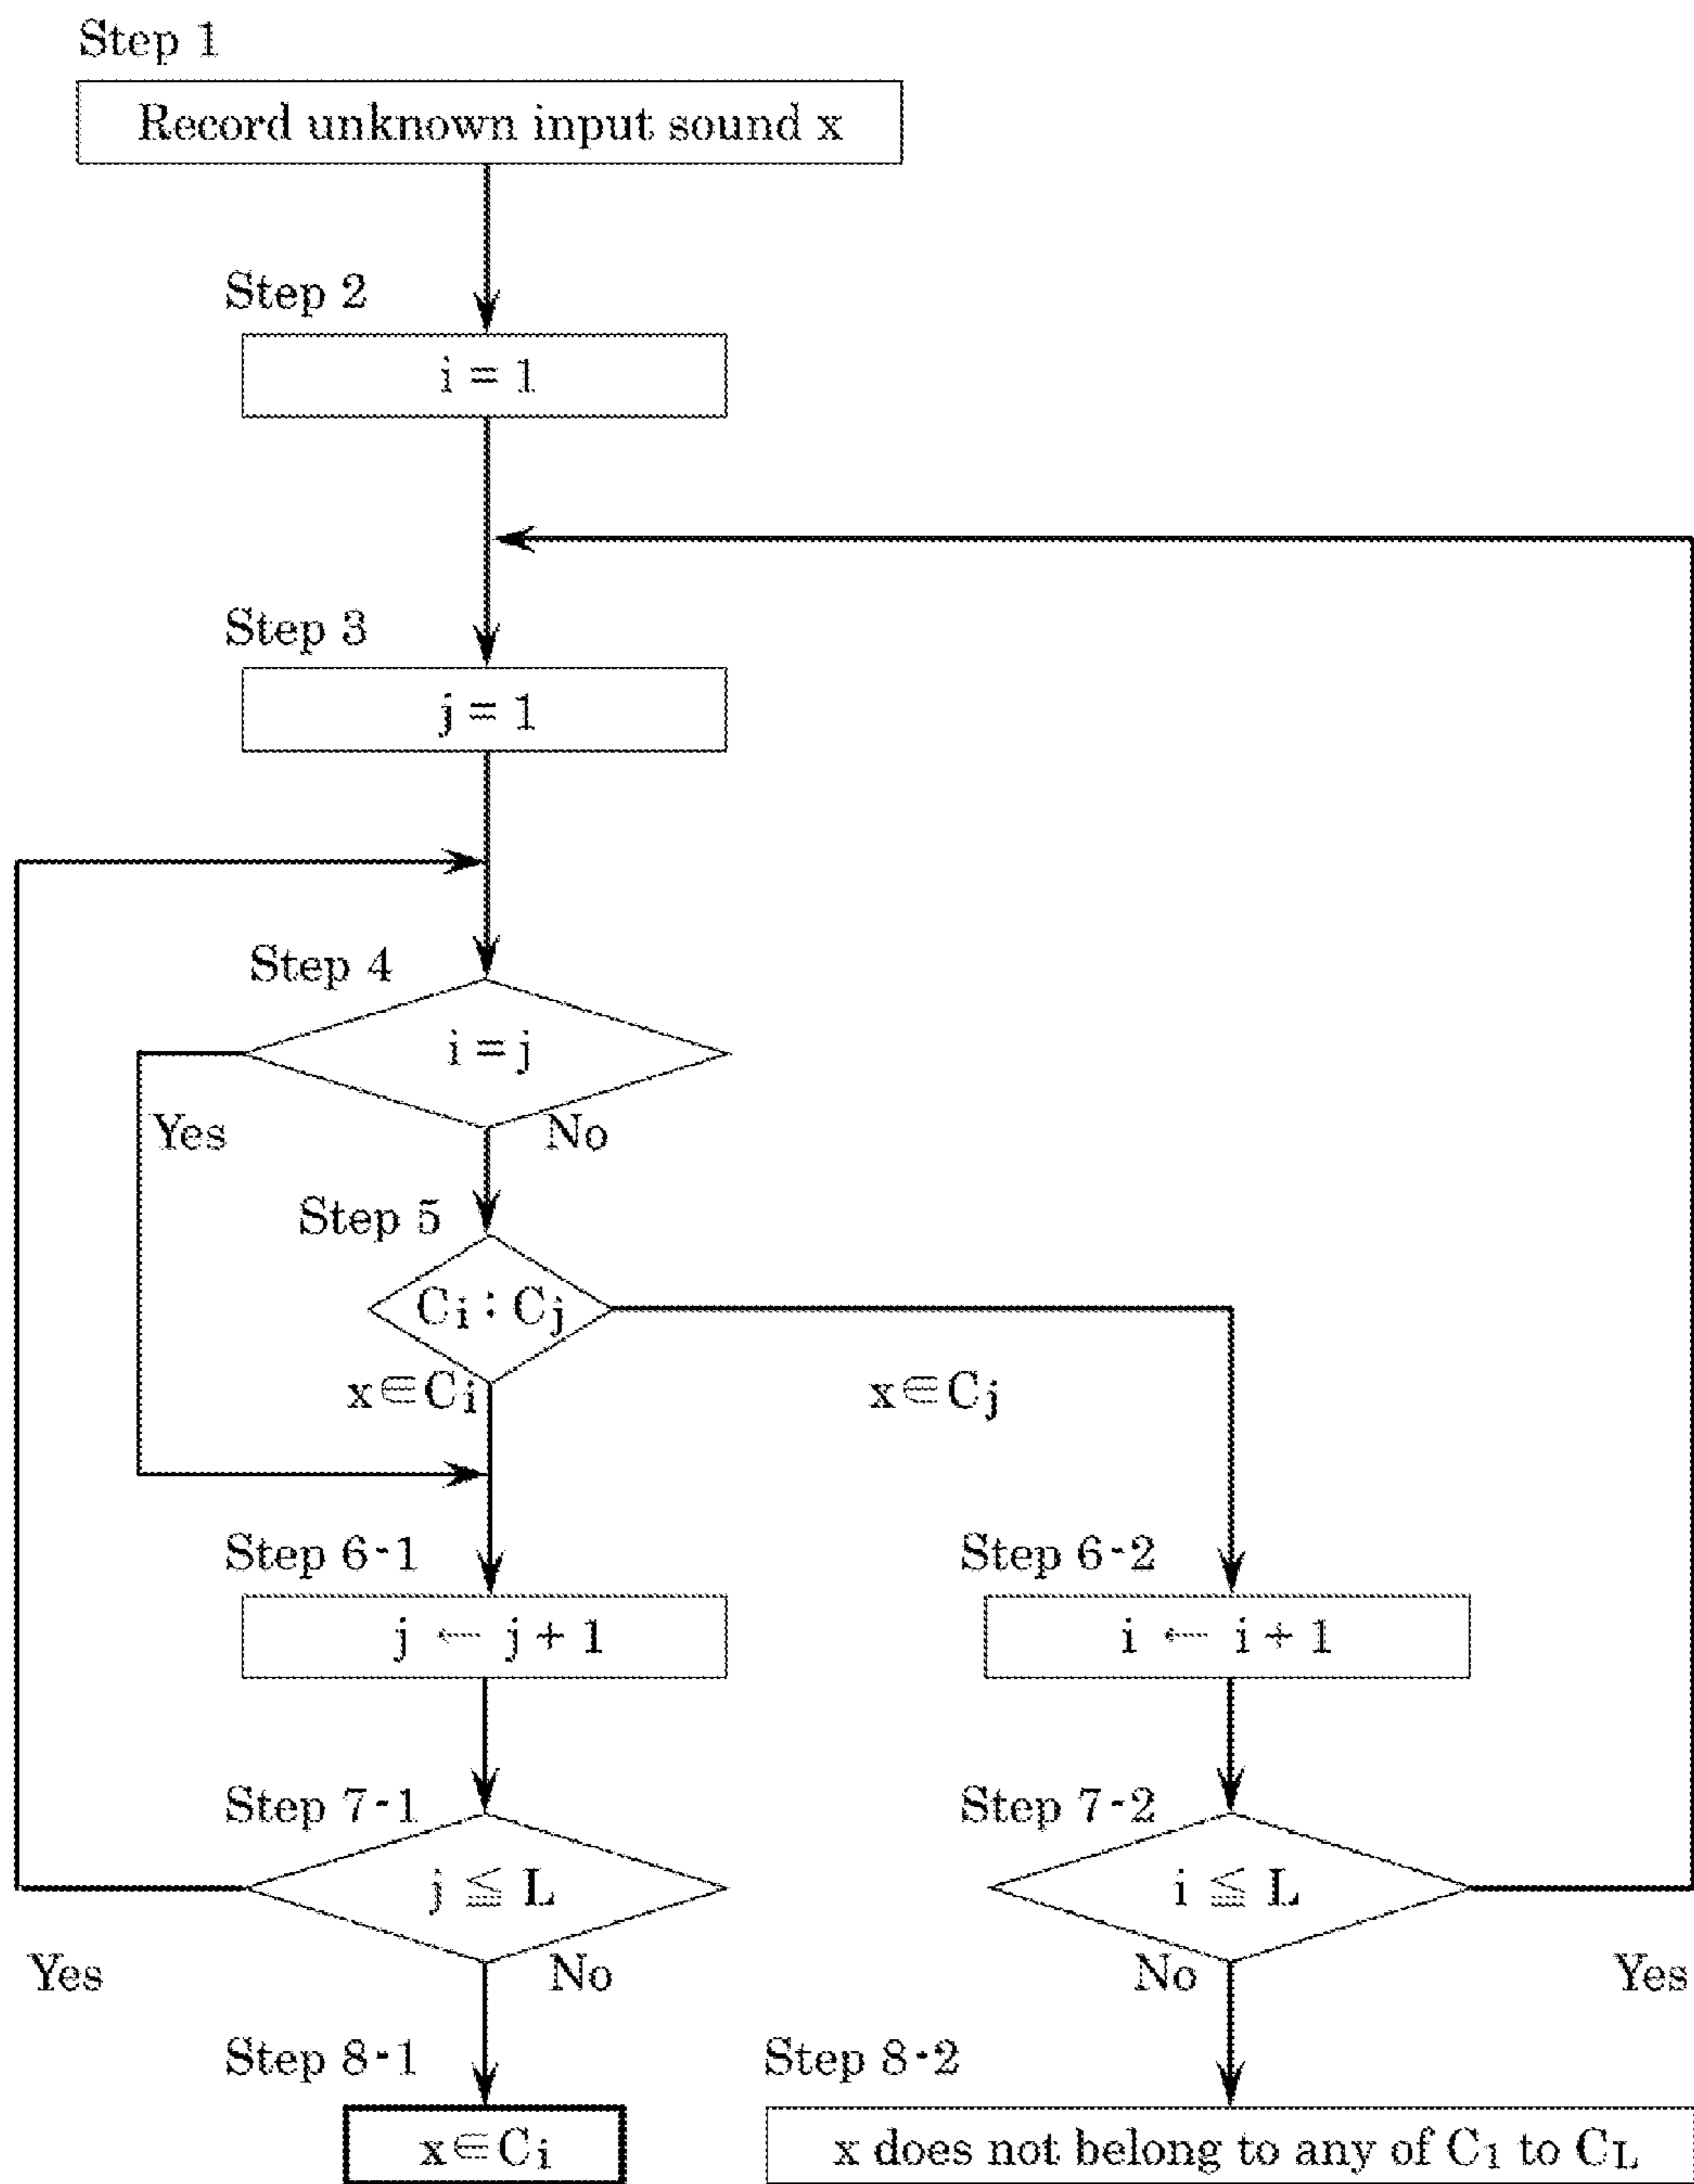 Step 1
Record unknown input sound x
Step 2
i = 1
Step 3
j = 1
Step 4
i = j
Yes
No
Step 5
Ci : Cj
x∈Ci
x∈Cj
Step 6-1
Step 6-2
j ← j + 1
i ← i + 1
Step 7-1
Step 7-2
j ≦ L
i ≦ L
Yes
No
No
Yes
Step 8-1
Step 8-2
x∈Ci
x does not belong to any of C1 to CL